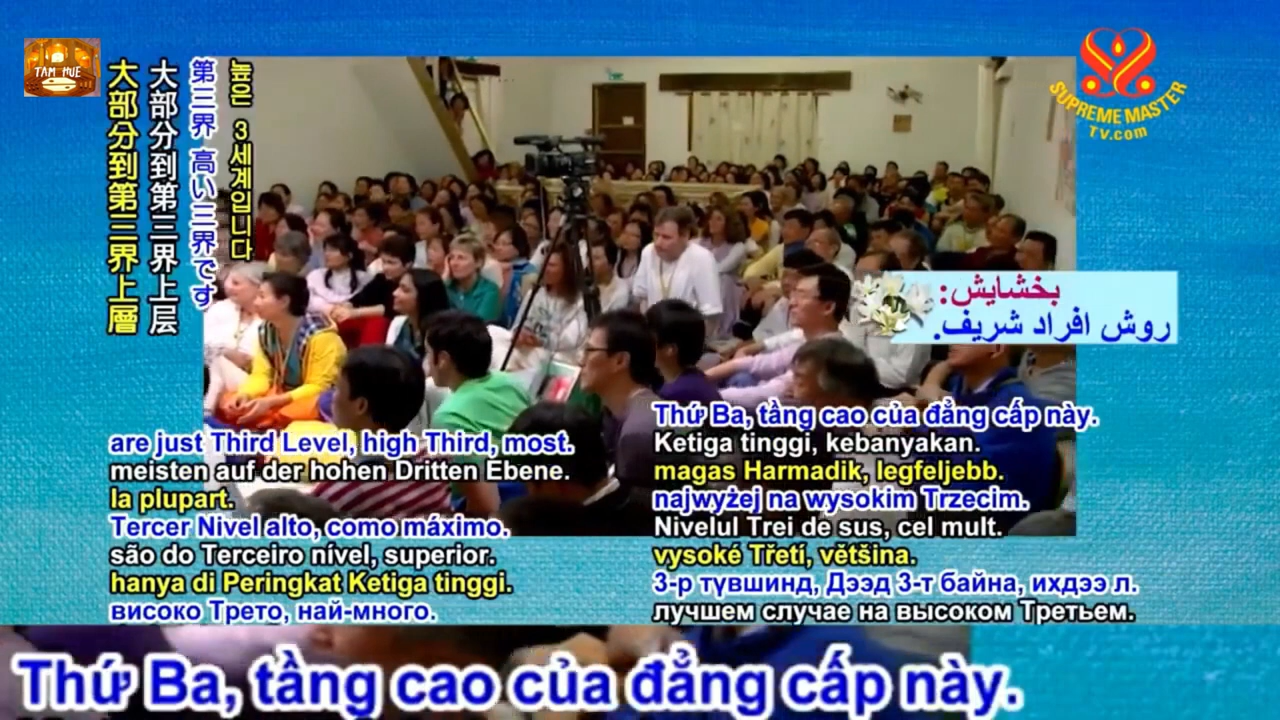 TAM HUE
大部分到第三界上層
大部分到第三界上层
第三界 高い三界です
높은 3세계입니다
SUPREME MASTER
TV.com
بخشایش:
روش افراد شریف.
are just Third Level, high Third, most.
meisten auf der hohen Dritten Ebene.
la plupart.
Tercer Nivel alto, como máximo.
são do Terceiro nível, superior.
hanya di Peringkat Ketiga tinggi.
високо Трето, най-много.
Thứ Ba, tầng cao của đẳng cấp này.
Ketiga tinggi, kebanyakan.
magas Harmadik, legfeljebb.
najwyżej na wysokim Trzecim.
Nivelul Trei de sus, cel mult.
vysoké Třetí, většina.
3-р түвшинд, Дээд 3-т байна, ихдээ л.
лучшем случае на высоком Третьем.
Thứ Ba, tầng cao của đẳng cấp này.